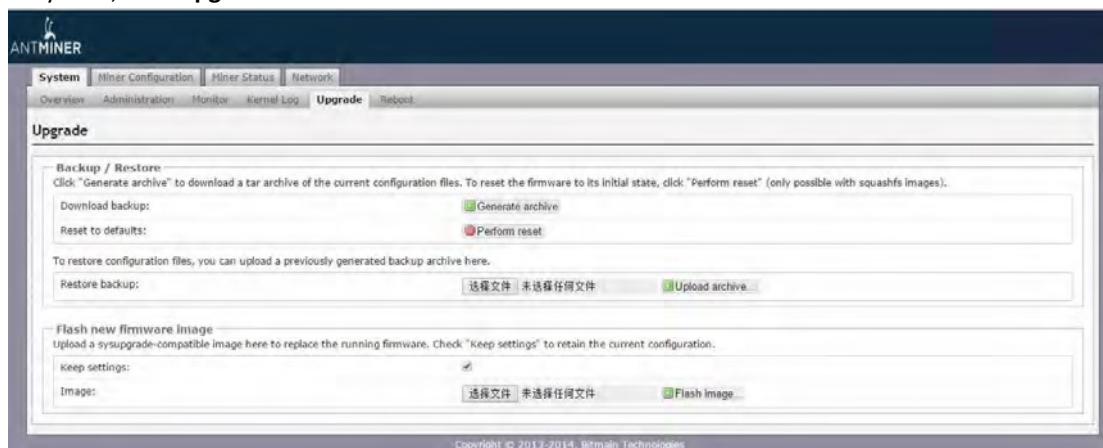 ANTMINER
System Miner Configuration Miner Status Network
Overview Administration Monitor Kernel Log Upgrade Reboot
Upgrade
Backup / Restore
Click "Generate archive" to download a tar archive of the current configuration files. To reset the firmware to its initial state, click "Perform reset" (only possible with squashfs images).
Download backup: Generate archive
Reset to defaults: Perform reset
To restore configuration files, you can upload a previously generated backup archive here.
Restore backup: 选择文件 未选择任何文件 Upload archive...
Flash new firmware image
Upload a sysupgrade-compatible image here to replace the running firmware. Check "Keep settings" to retain the current configuration.
Keep settings:
Image: 选择文件 未选择任何文件 Flash image...
Copyright © 2013-2014, Bitmain Technologies